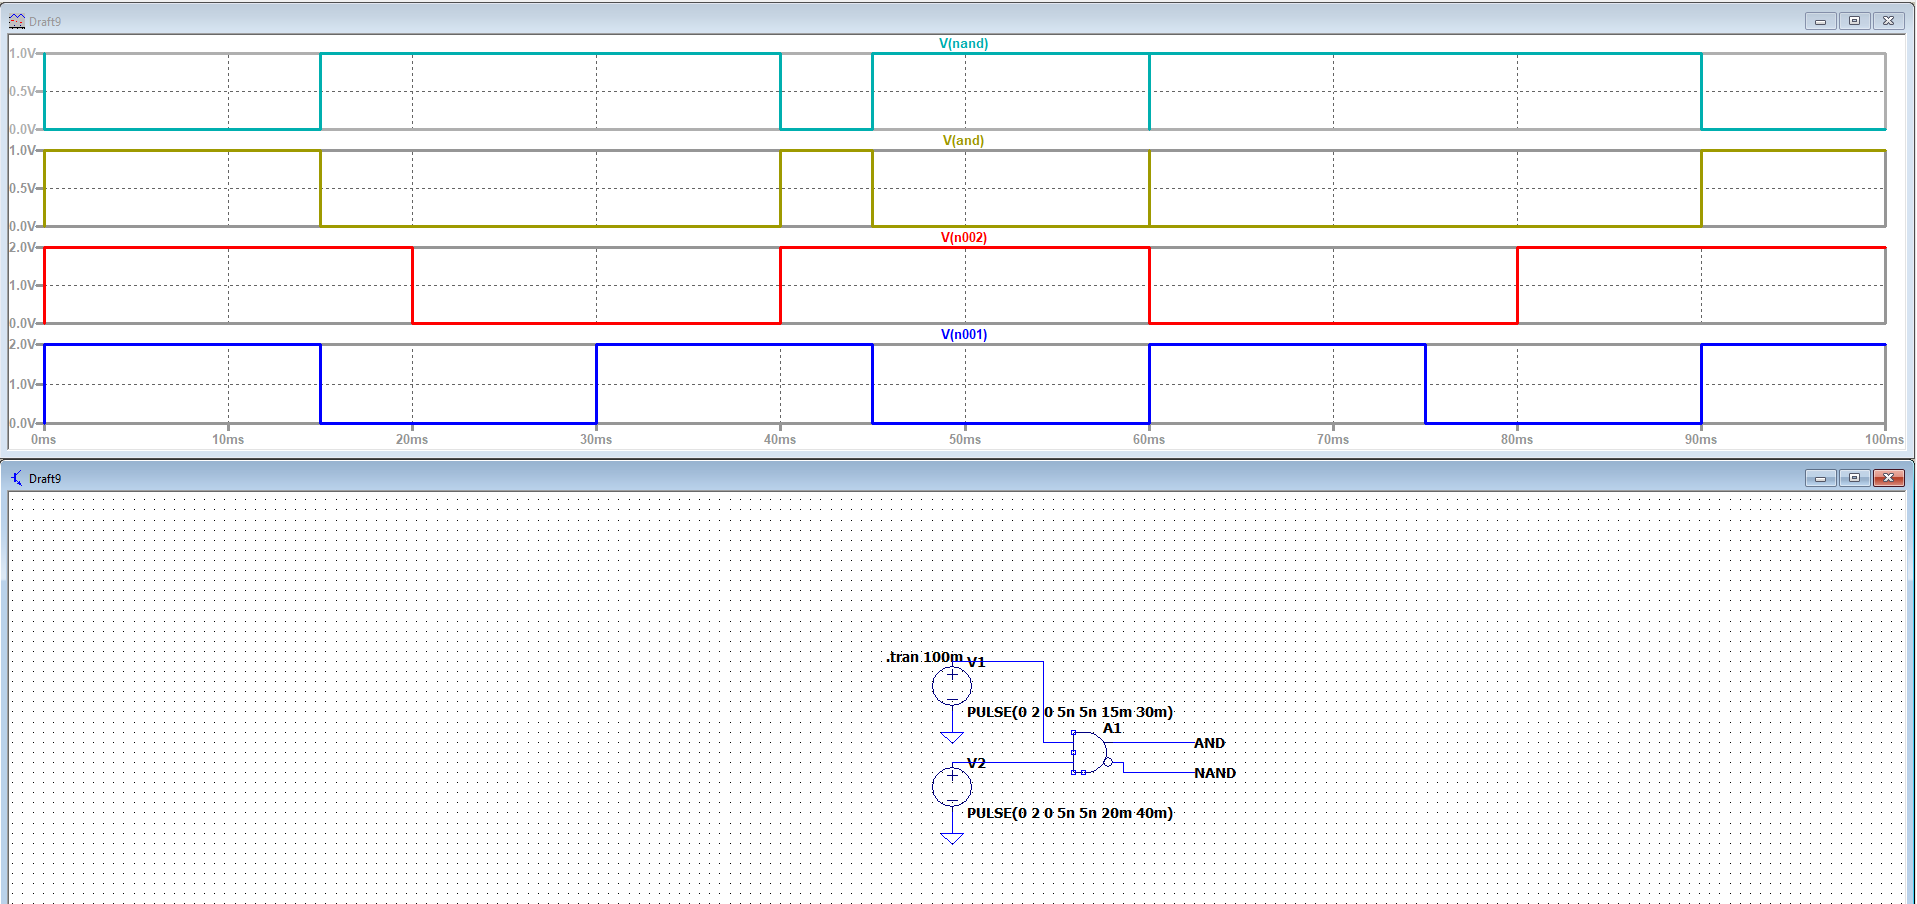 Draft9
V(nand)
1.0V
0.5V
0.0V
V(and)
1.0V
0.5V
0.0V
V(n002)
2.0V
1.0V
0.0V
V(n001)
2.0V
1.0V
0.0V
0ms 10ms 20ms 30ms 40ms 50ms 60ms 70ms 80ms 90ms 100ms
Draft9
.tran 100m
V1
PULSE(0 2 0 5n 5n 15m 30m)
A1
AND
V2
NAND
PULSE(0 2 0 5n 5n 20m 40m)